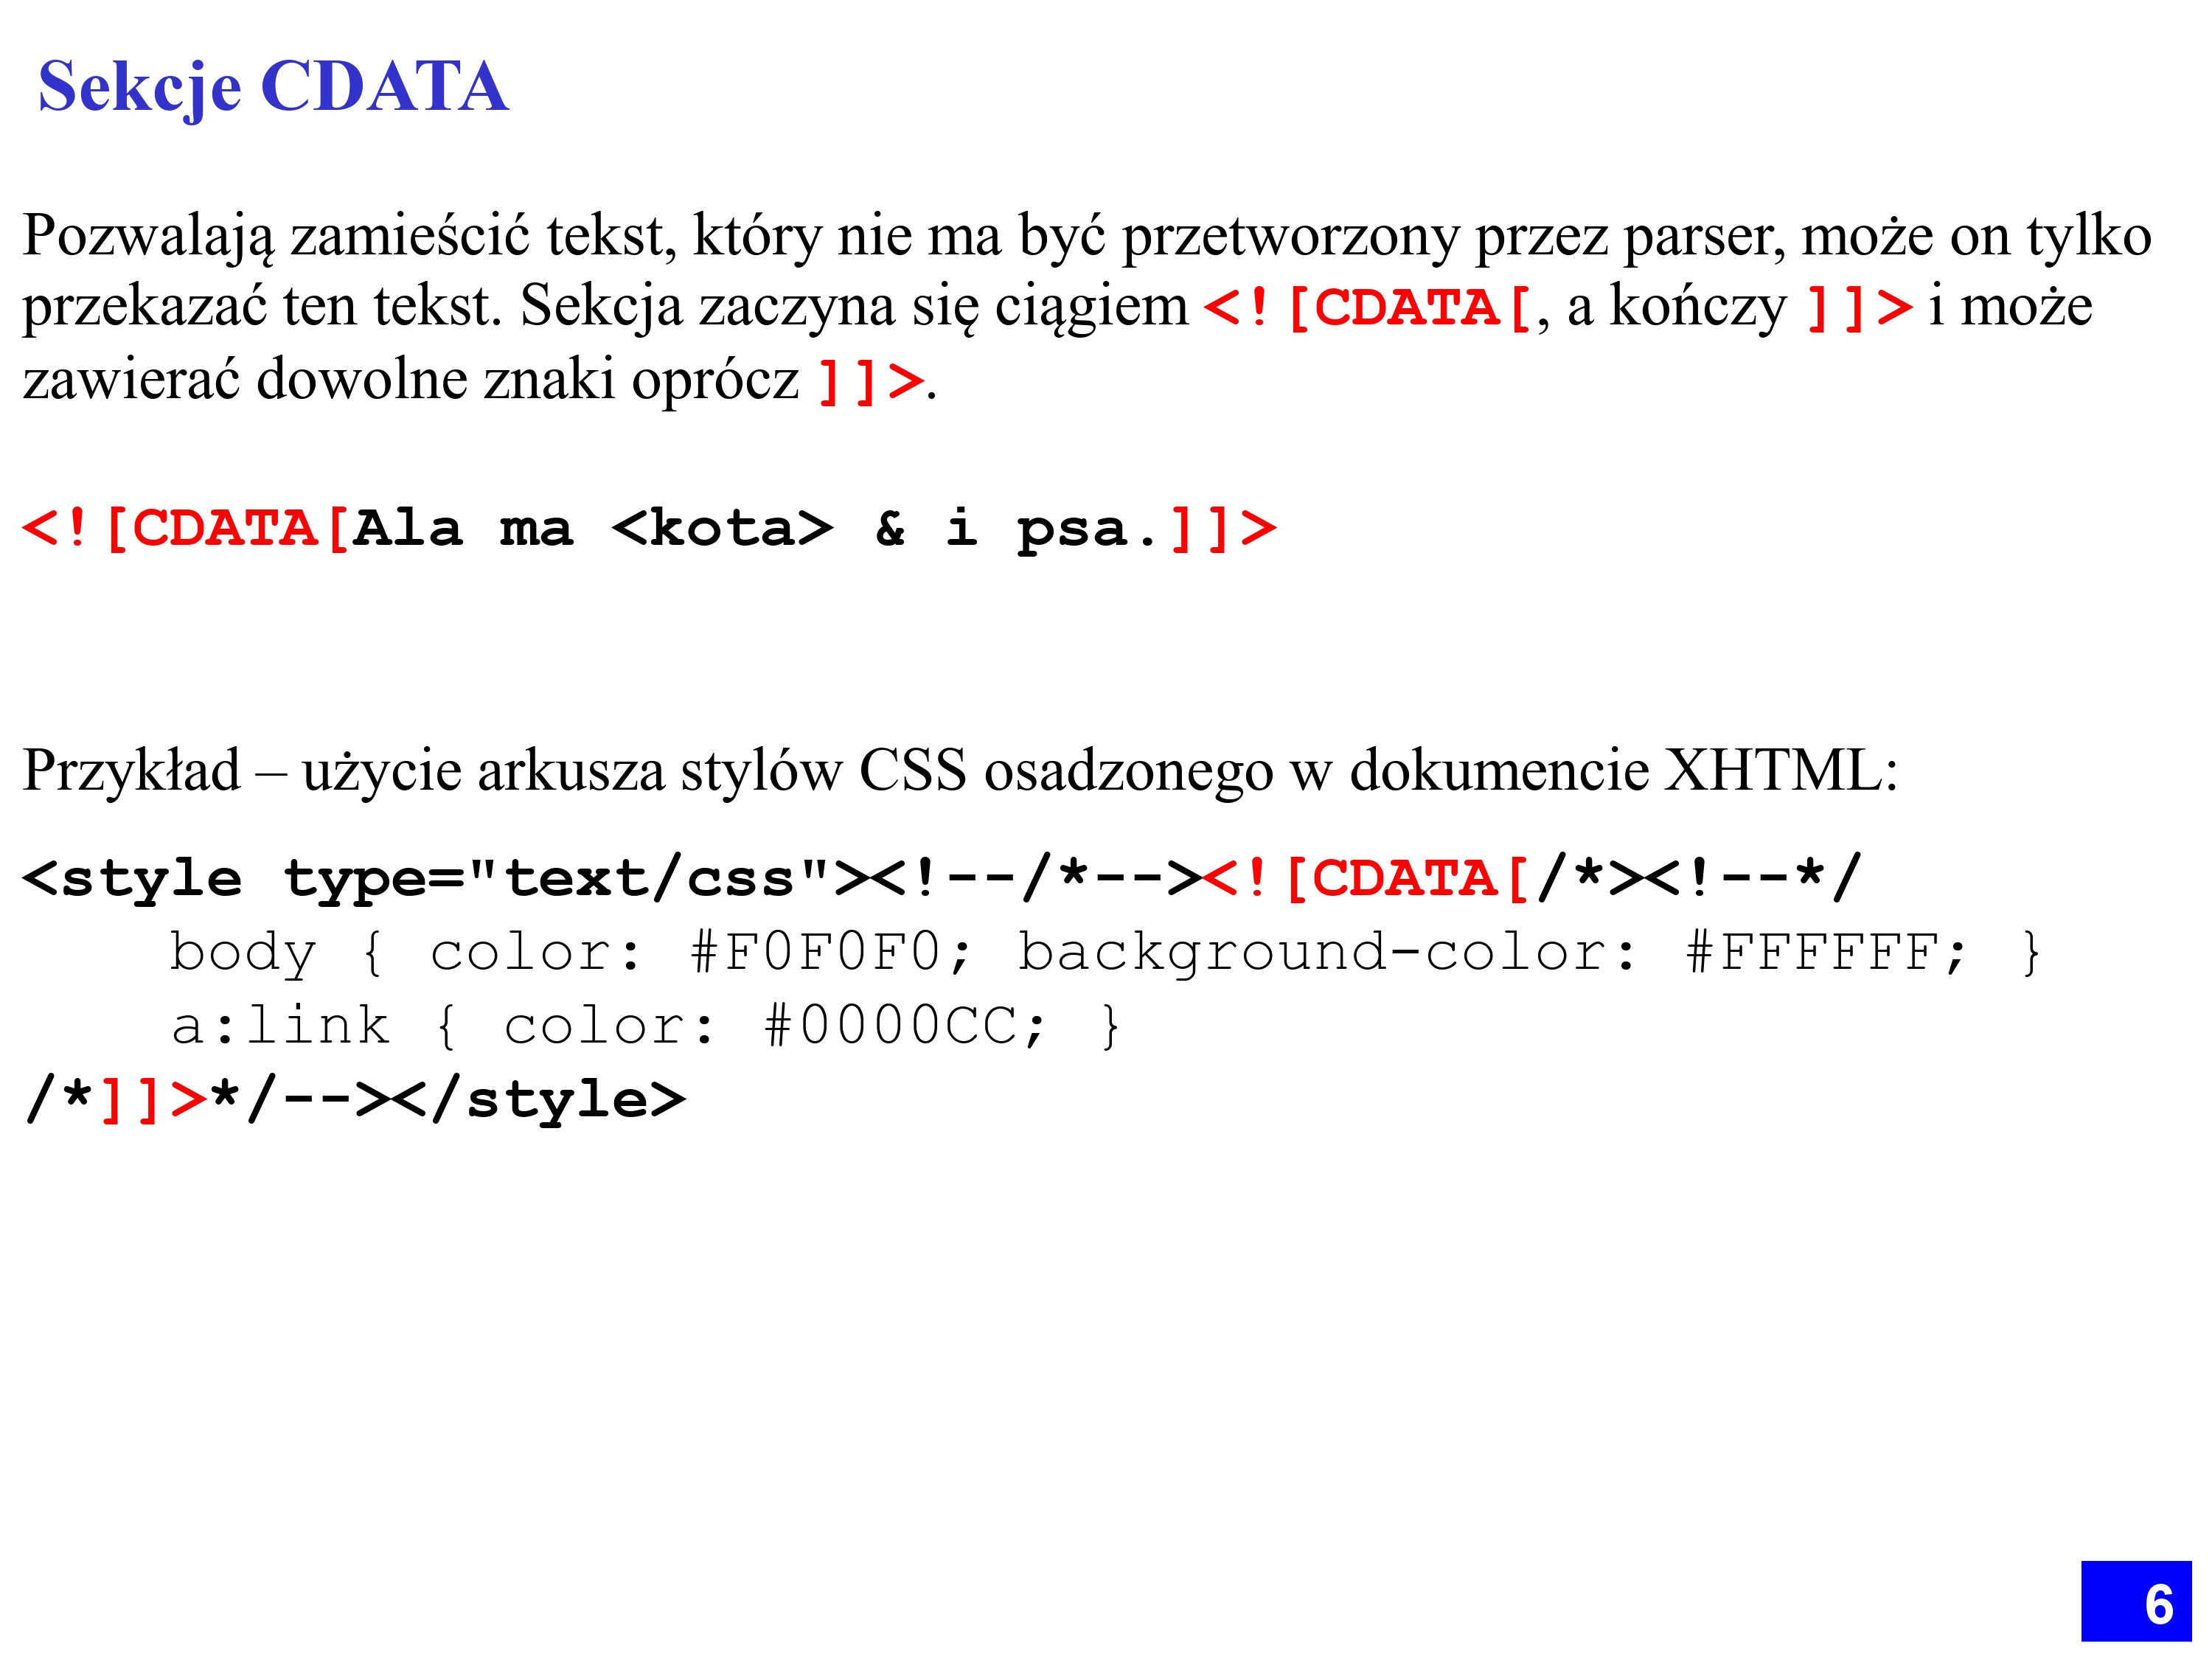 Sekcje CDATA
Pozwalają zamieścić tekst, który nie ma być przetworzony przez parser, może on tylko
przekazać ten tekst. Sekcja zaczyna się ciągiem <![CDATA[, a kończy ]]> i może
zawierać dowolne znaki oprócz ]]>.
<![CDATA[Ala ma <kota> & i psa.]]>
Przykład – użycie arkusza stylów CSS osadzonego w dokumencie XHTML:
<style type="text/css"><!--/*--><![CDATA[/*><!--*/
body { color: #F0F0F0; background-color: #FFFFFF; }
a:link { color: #0000CC; }
/*]]>*/--></style>
6